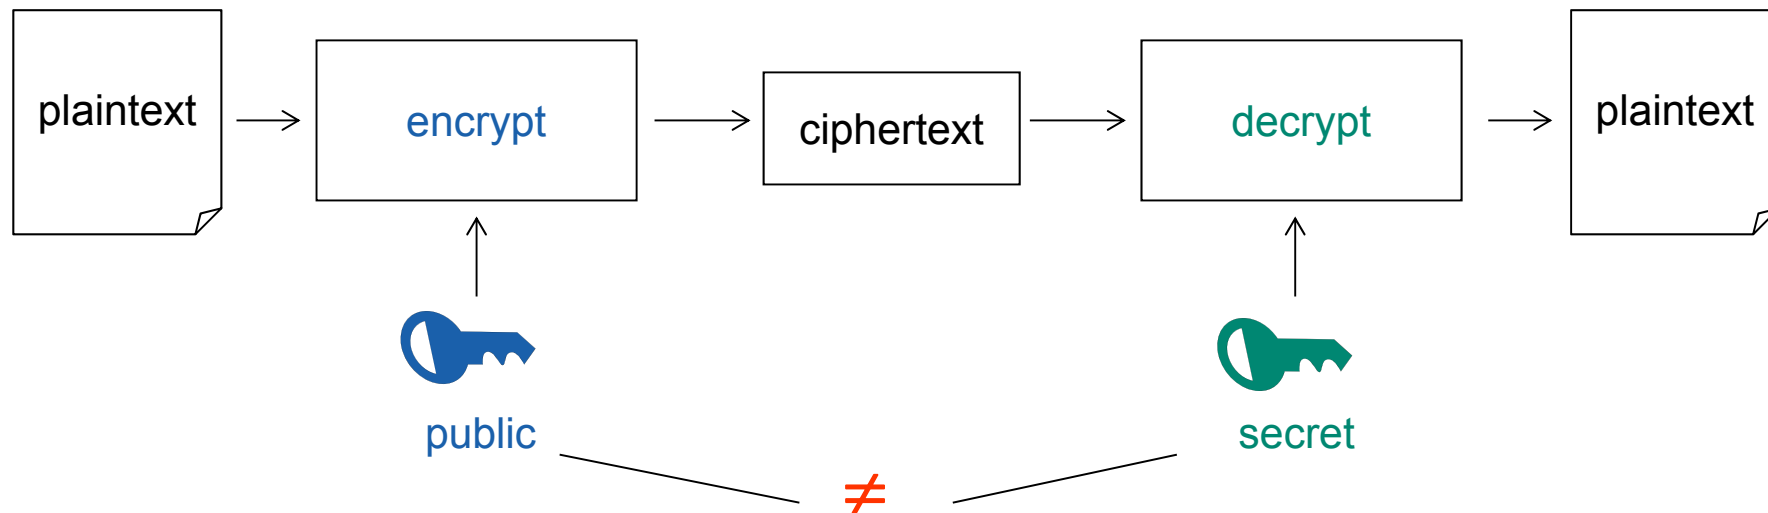 plaintext
encrypt
ciphertext
decrypt
plaintext
public
secret
≠